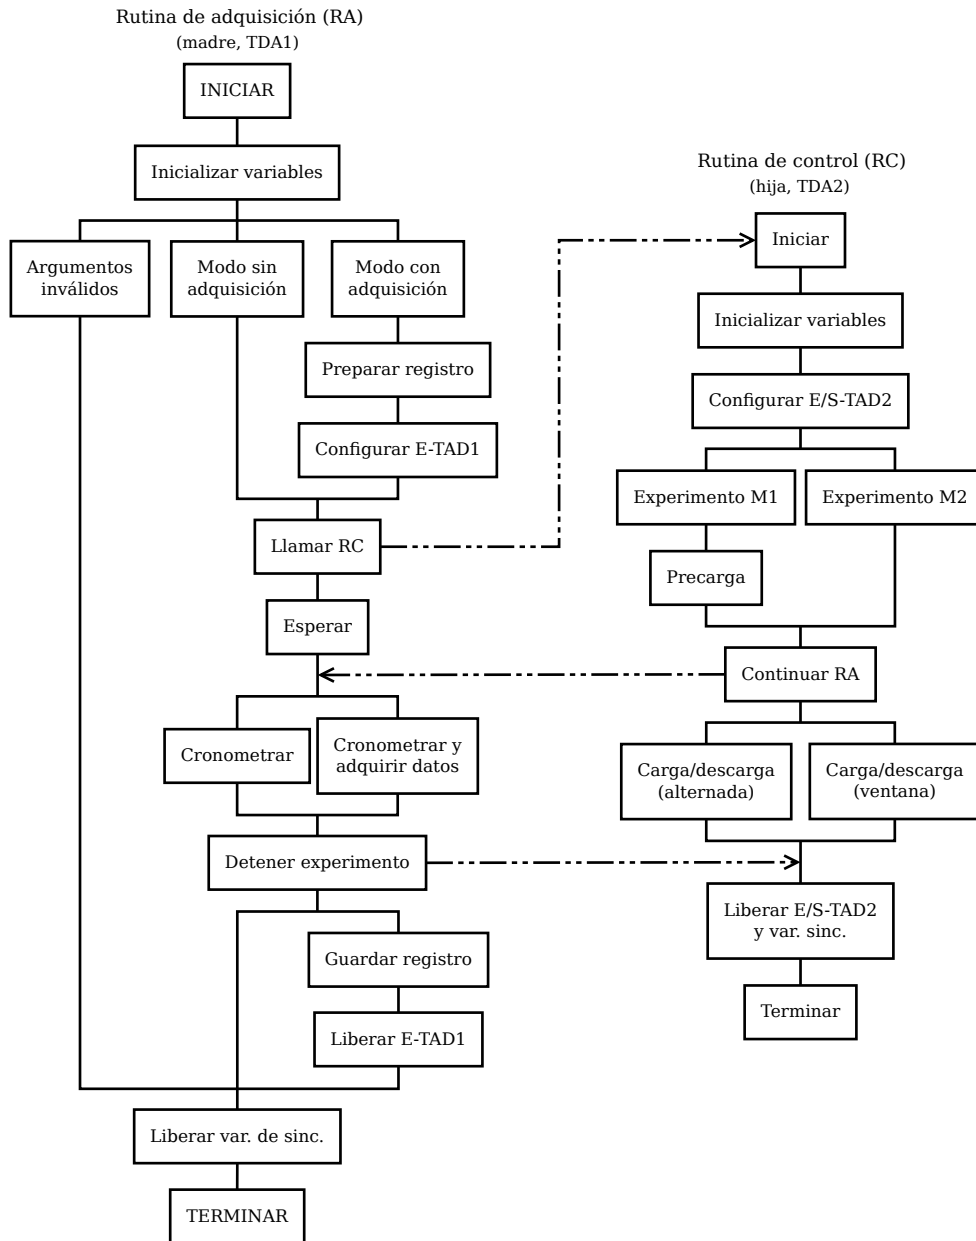 Rutina de adquisición (RA)
(madre, TDA1)
INICIAR
Inicializar variables
Argumentos
inválidos
Modo sin
adquisición
Modo con
adquisición
Preparar registro
Configurar E-TAD1
Llamar RC
Esperar
Cronometrar
Cronometrar y
adquirir datos
Detener experimento
Guardar registro
Liberar E-TAD1
Liberar var. de sinc.
TERMINAR
Rutina de control (RC)
(hija, TDA2)
Iniciar
Inicializar variables
Configurar E/S-TAD2
Experimento M1
Experimento M2
Precarga
Continuar RA
Carga/descarga
(alternada)
Carga/descarga
(ventana)
Liberar E/S-TAD2
y var. sinc.
Terminar